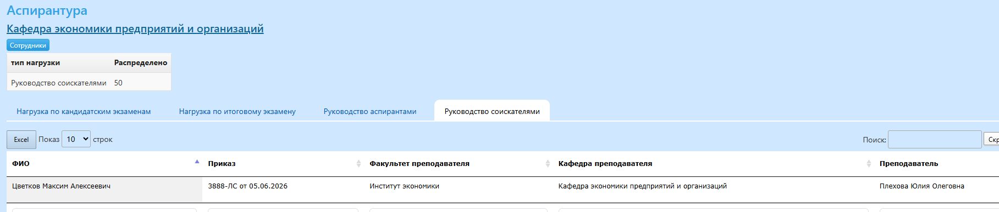 Аспирантура
Кафедра экономики предприятий и организаций
Сотрудники
тип нагрузки Распределено
Руководство соискателями 50
Нагрузка по кандидатским экзаменам Нагрузка по итоговому экзамену Руководство аспирантами Руководство соискателями
Excel Показ 10 строк Поиск: Скр
ФИО Приказ Факультет преподавателя Кафедра преподавателя Преподаватель
Цветков Максим Алексеевич 3888-ЛС от 05.06.2026 Институт экономики Кафедра экономики предприятий и организаций Плехова Юлия Олеговна